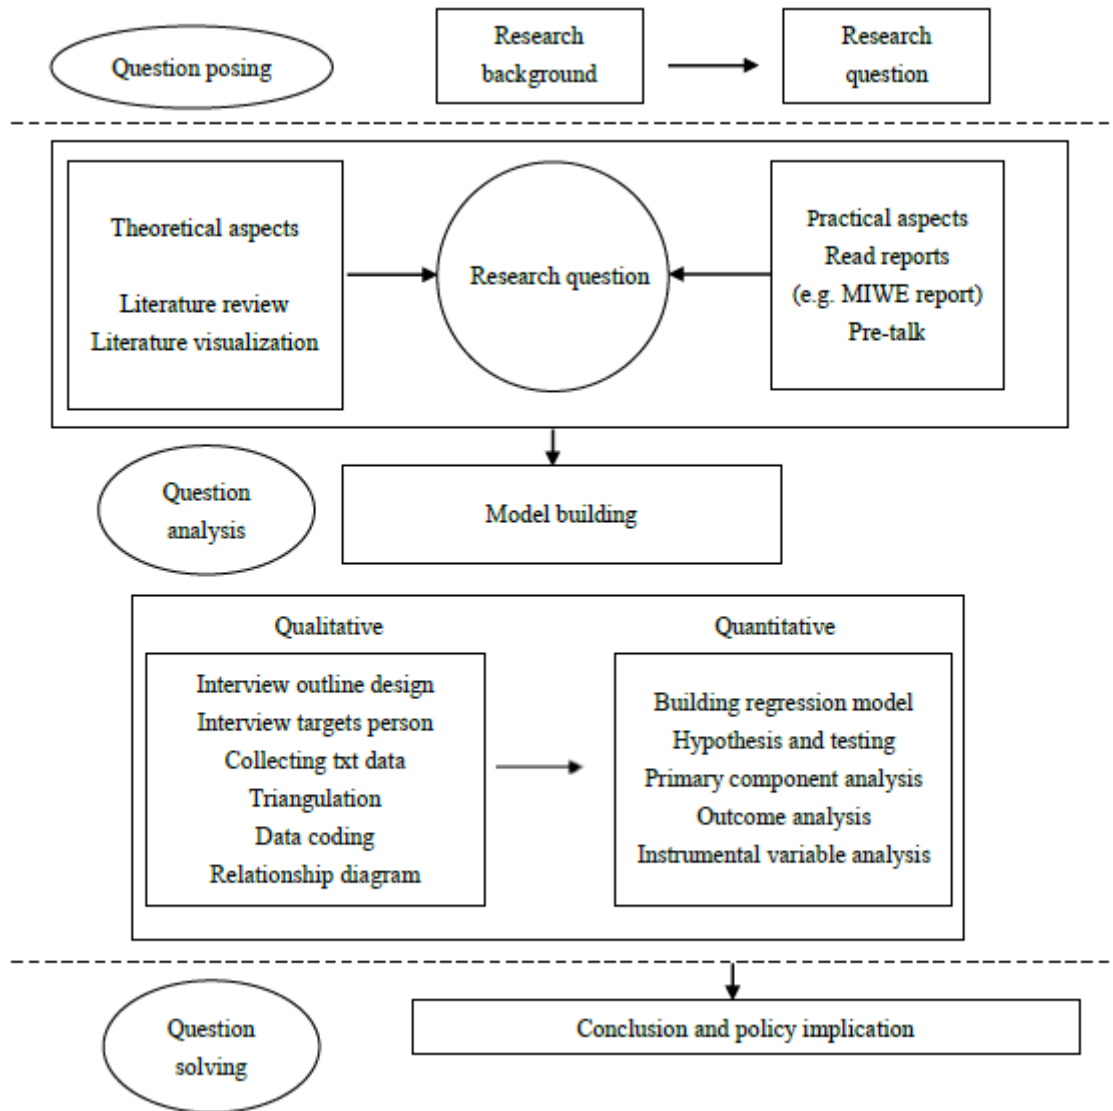 Question posing
Research
background
Research
question
Theoretical aspects
Literature review
Literature visualization
Research question
Practical aspects
Read reports
(e.g. MIWE report)
Pre-talk
Question
analysis
Model building
Qualitative
Interview outline design
Interview targets person
Collecting txt data
Triangulation
Data coding
Relationship diagram
Quantitative
Building regression model
Hypothesis and testing
Primary component analysis
Outcome analysis
Instrumental variable analysis
Question
solving
Conclusion and policy implication